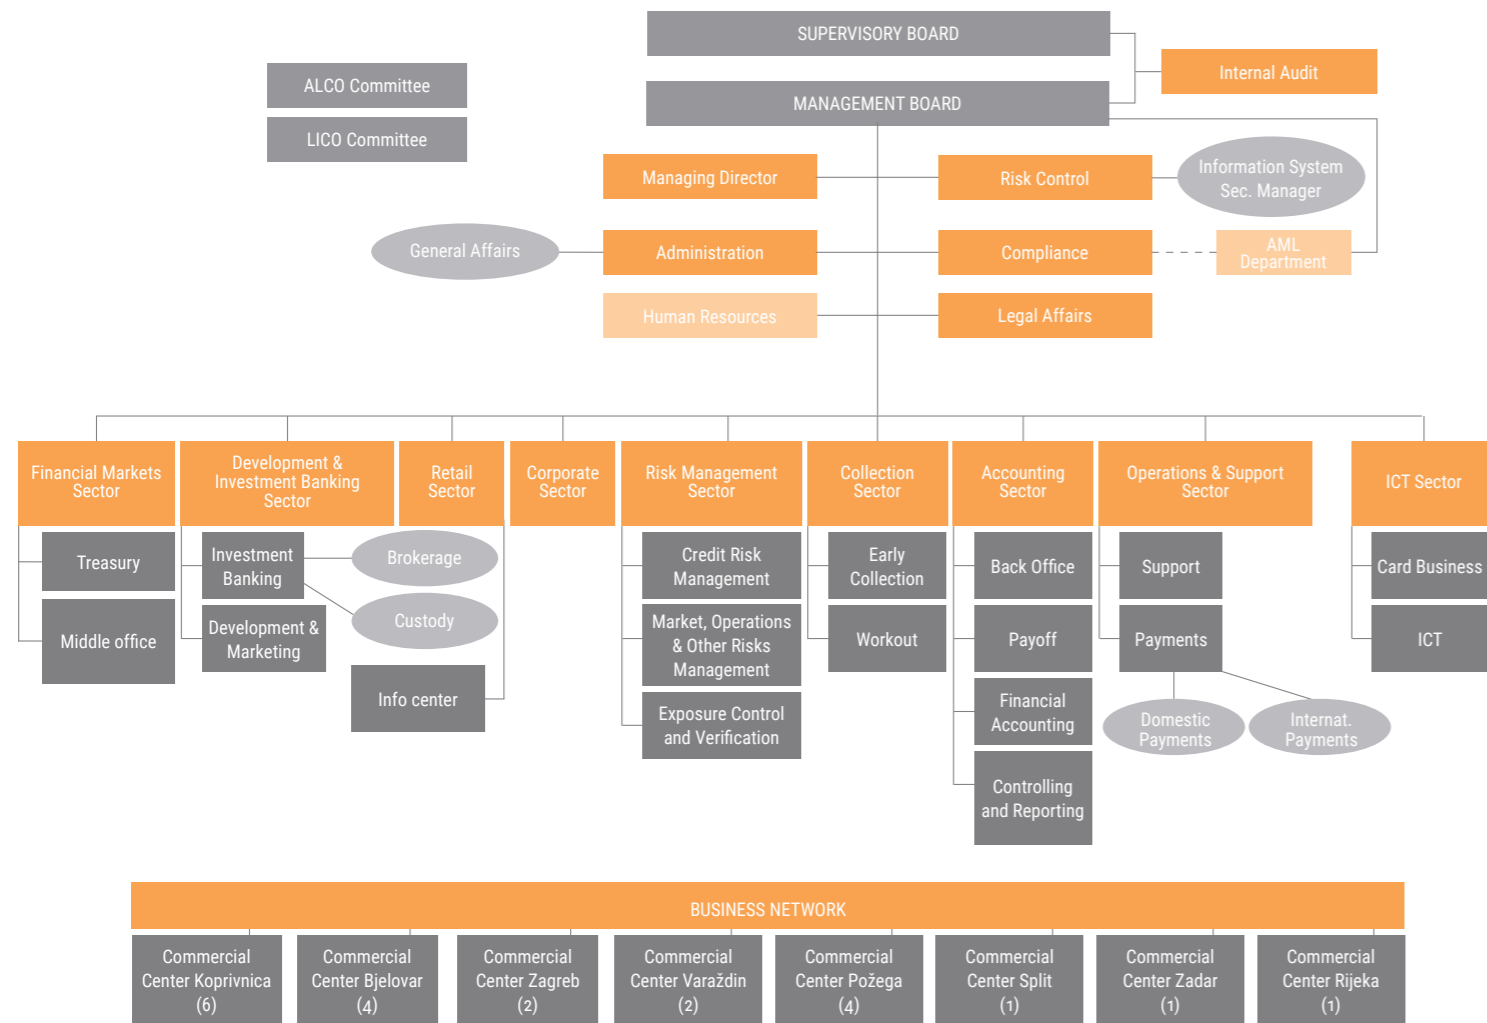 SUPERVISORY BOARD
Internal Audit
ALCO Committee
MANAGEMENT BOARD
LICO Committee
Managing Director
Risk Control
Information System
Sec. Manager
General Affairs
Administration
Compliance
AML
Department
Human Resources
Legal Affairs
Financial Markets
Sector
Development &
Investment Banking
Sector
Retail
Sector
Corporate
Sector
Risk Management
Sector
Collection
Sector
Accounting
Sector
Operations & Support
Sector
ICT Sector
Treasury
Middle office
Investment
Banking
Brokerage
Custody
Development &
Marketing
Info center
Credit Risk
Management
Market, Operations
& Other Risks
Management
Exposure Control
and Verification
Early
Collection
Workout
Back Office
Payoff
Financial
Accounting
Controlling
and Reporting
Support
Payments
Domestic
Payments
Internat.
Payments
Card Business
ICT
BUSINESS NETWORK
Commercial
Center Koprivnica
(6)
Commercial
Center Bjelovar
(4)
Commercial
Center Zagreb
(2)
Commercial
Center Varaždin
(2)
Commercial
Center Požega
(4)
Commercial
Center Split
(1)
Commercial
Center Zadar
(1)
Commercial
Center Rijeka
(1)